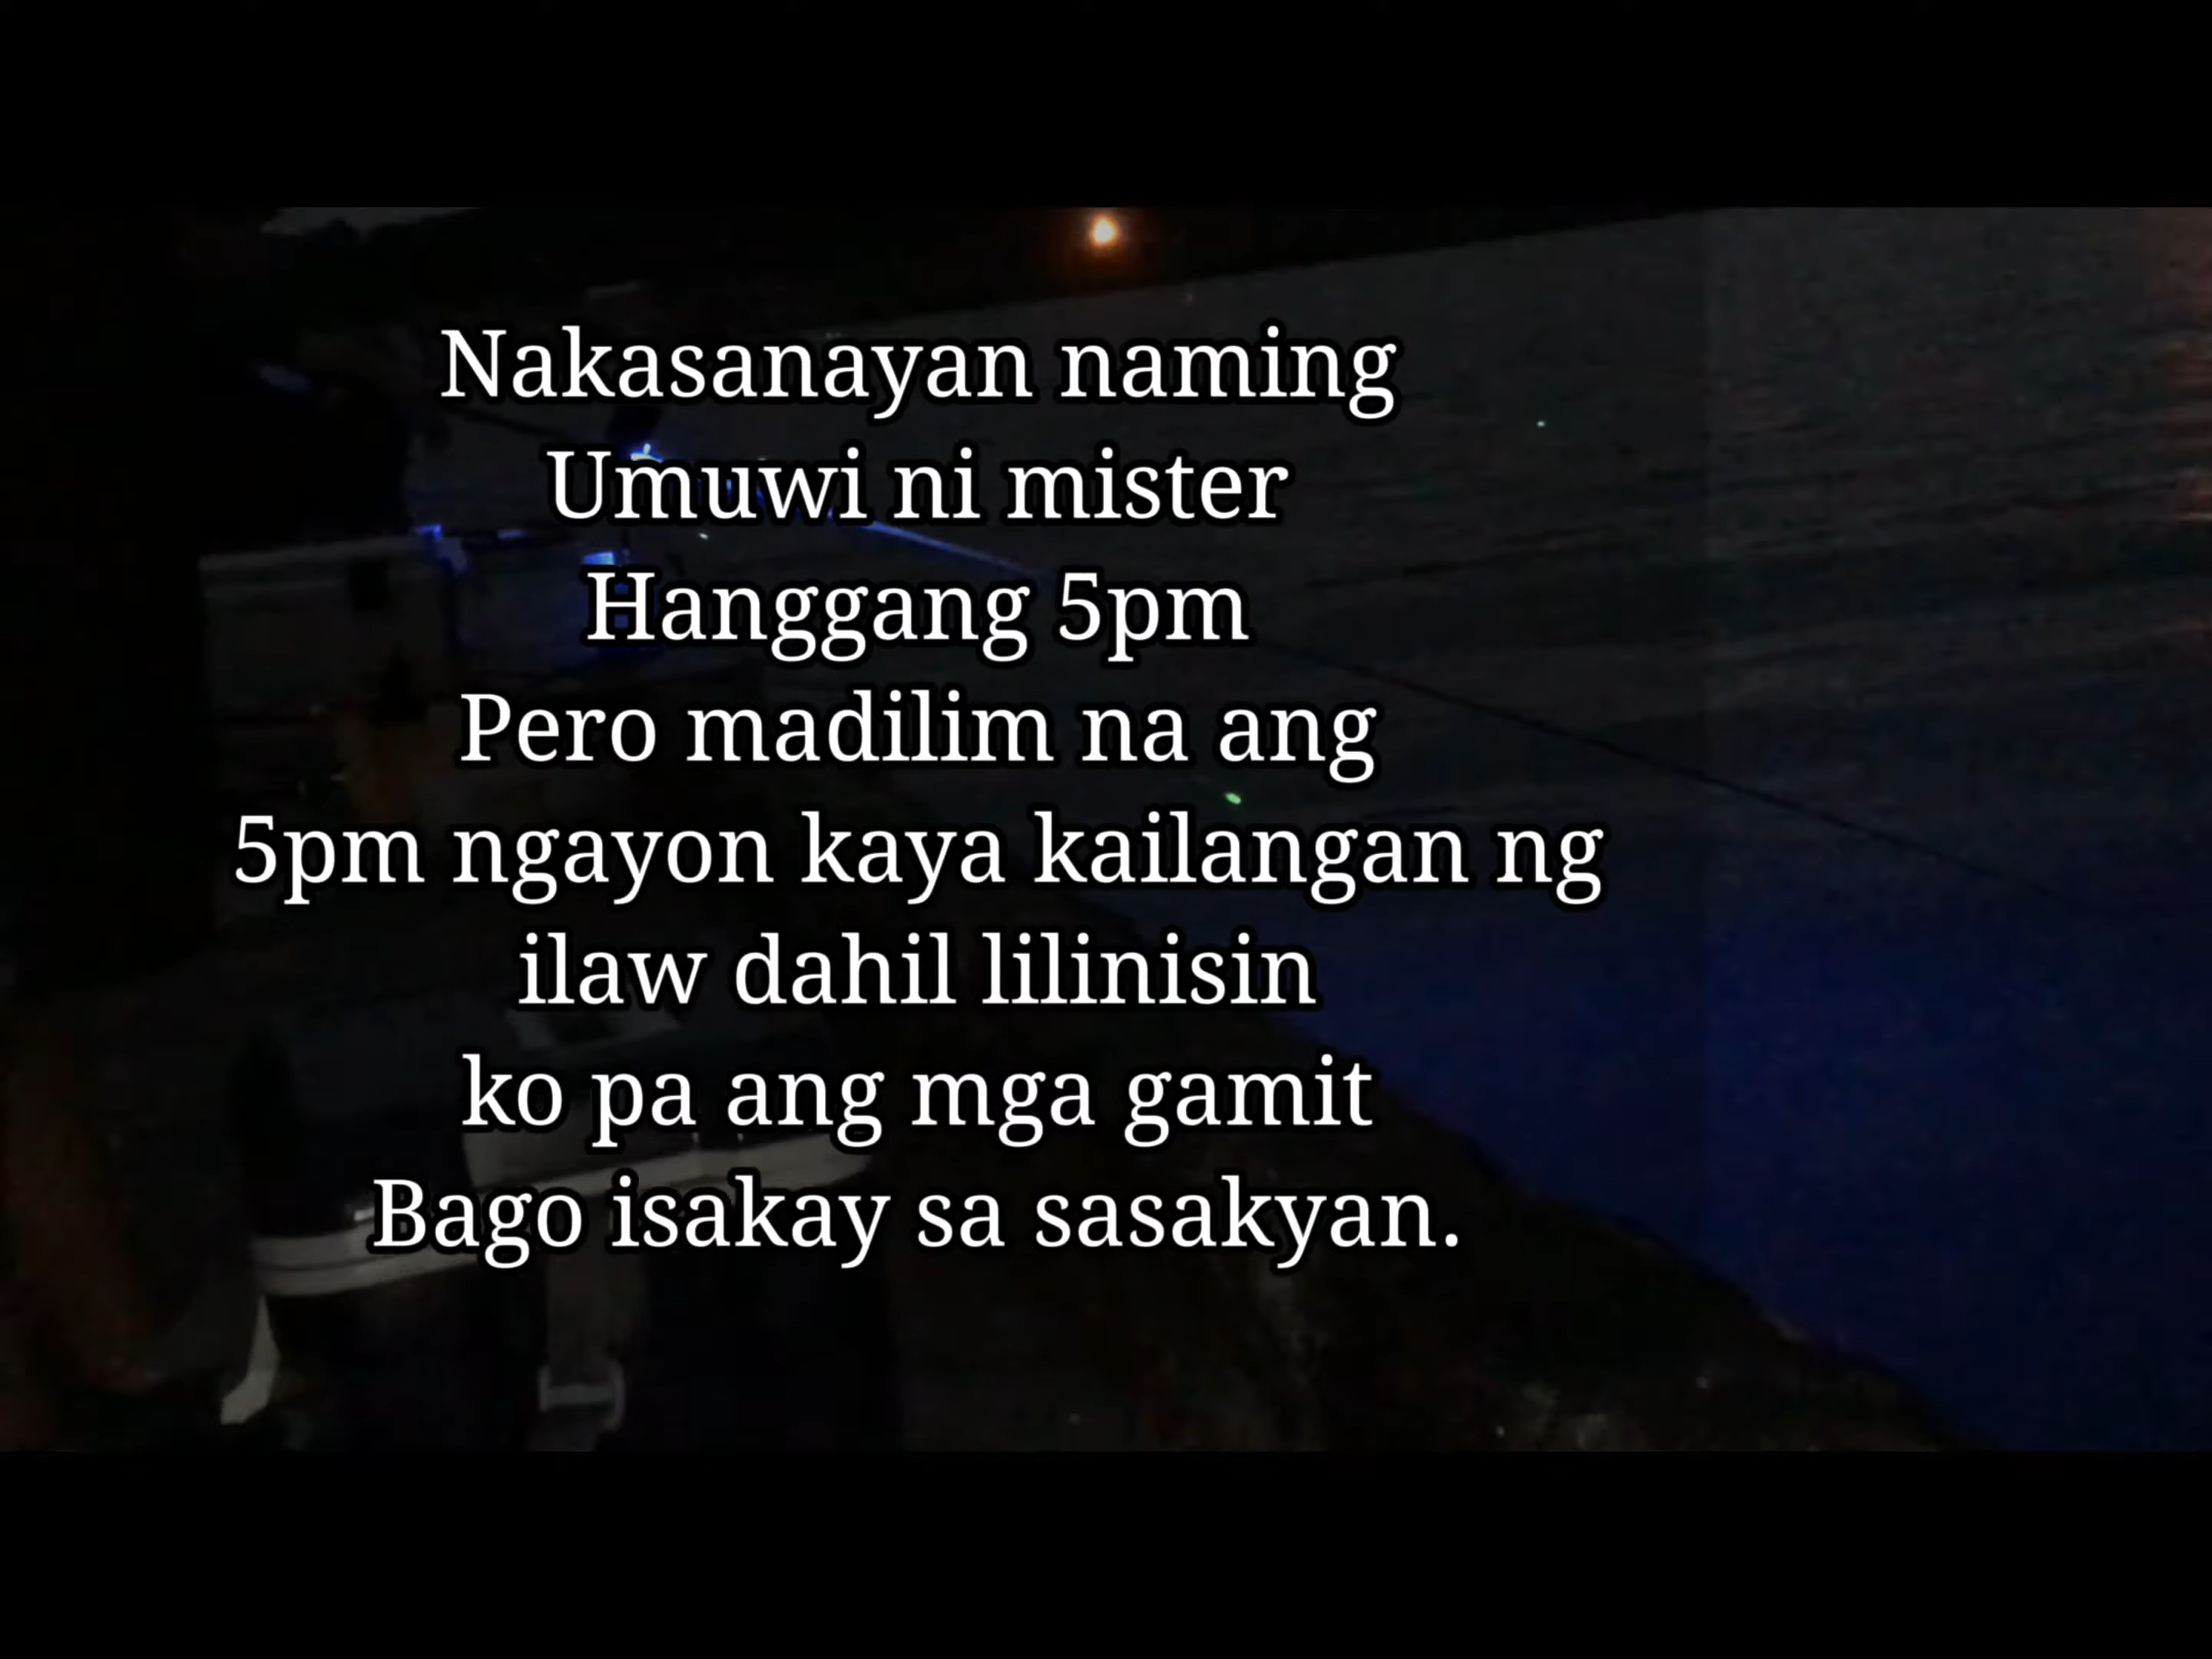 Nakasanayan naming
Umuwi ni mister
Hanggang 5pm
Pero madilim na ang
5pm ngayon kaya kailangan ng
ilaw dahil lilinisin
ko pa ang mga gamit
Bago isakay sa sasakyan.